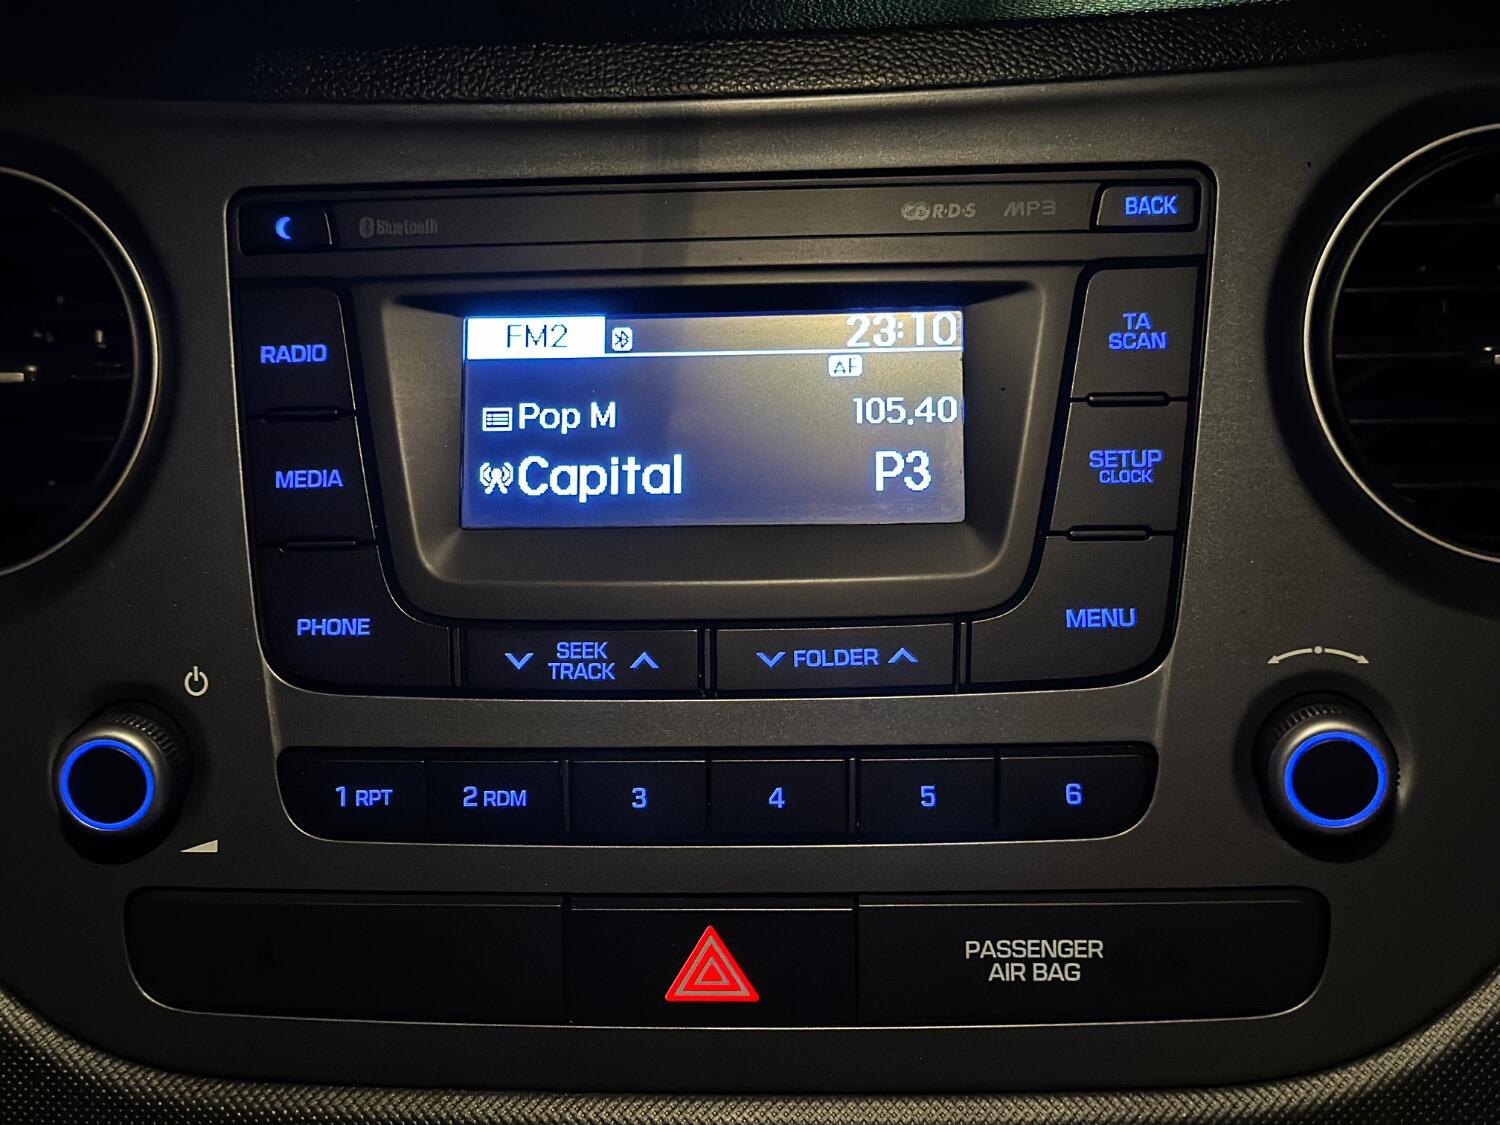 Bluetooth
R·D·S
MP3
BACK
RADIO
MEDIA
PHONE
FM2
23:10
AF
Pop M
105.40
Capital
P3
TA
SCAN
SETUP
CLOCK
MENU
SEEK
TRACK
FOLDER
1 RPT
2 RDM
3
4
5
6
PASSENGER
AIR BAG